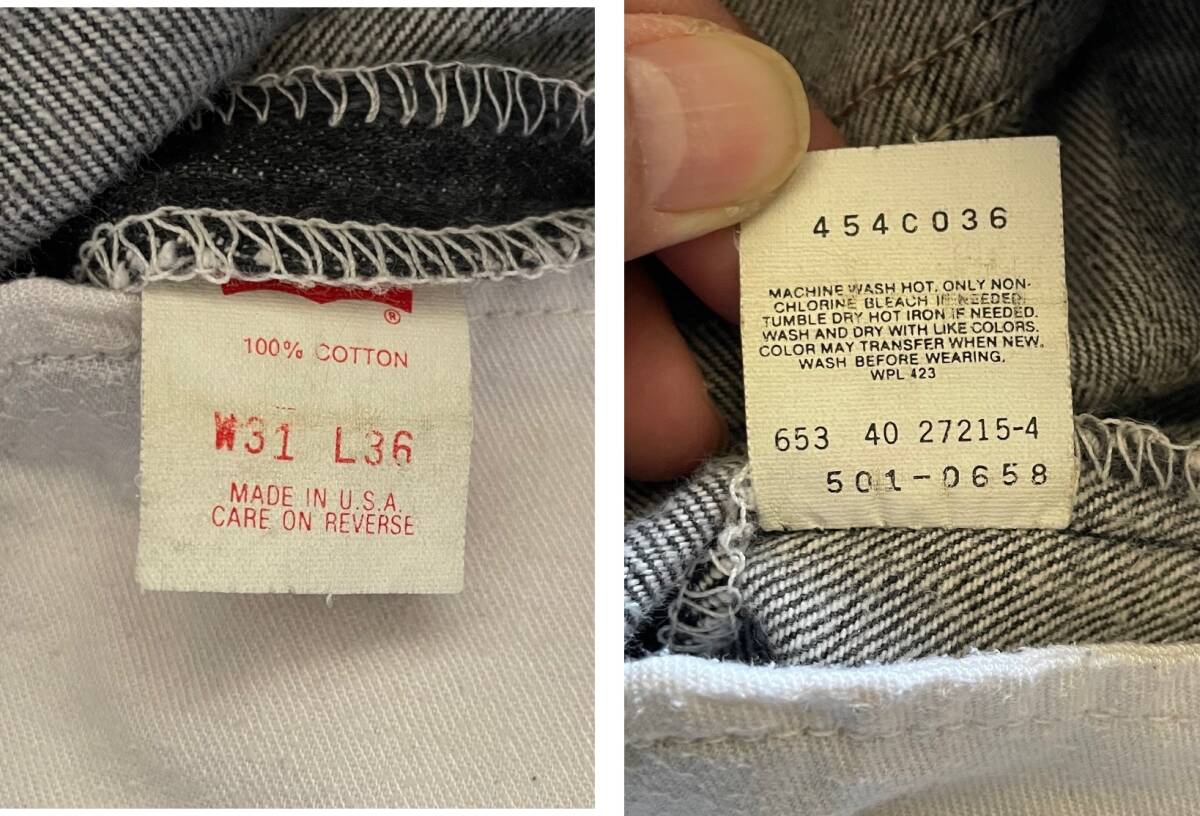 ®
100% COTTON
W31 L36
MADE IN U.S.A.
CARE ON REVERSE
454C036
MACHINE WASH HOT. ONLY NON-
CHLORINE BLEACH IF NEEDED.
TUMBLE DRY HOT IRON IF NEEDED.
WASH AND DRY WITH LIKE COLORS.
COLOR MAY TRANSFER WHEN NEW.
WASH BEFORE WEARING.
WPL 423
653 40 27215-4
501-0658